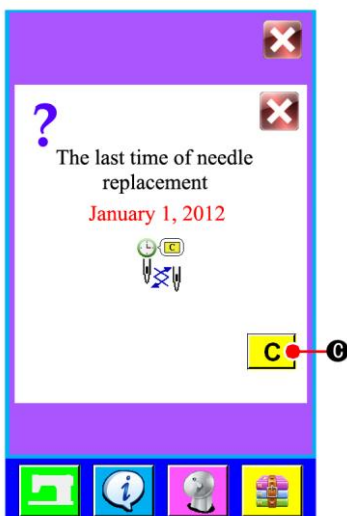 ?
The last time of needle
replacement
January 1, 2012
C
C
C
i